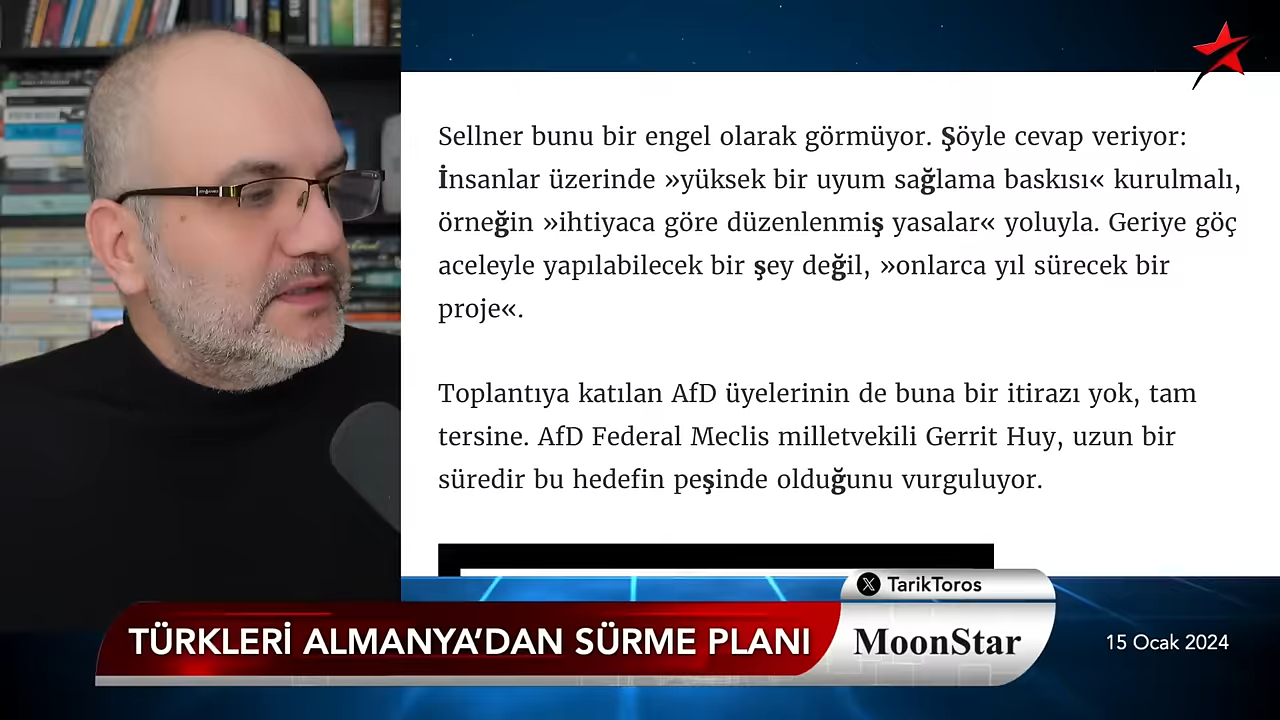 Sellner bunu bir engel olarak görmüyor. Şöyle cevap veriyor:
İnsanlar üzerinde »yüksek bir uyum sağlama baskısı« kurulmalı,
örneğin »ihtiyaca göre düzenlenmiş yasalar« yoluyla. Geriye göç
aceleyle yapılabilecek bir şey değil, »onlarca yıl sürecek bir
proje«.
Toplantıya katılan AfD üyelerinin de buna bir itirazı yok, tam
tersine. AfD Federal Meclis milletvekili Gerrit Huy, uzun bir
süredir bu hedefin peşinde olduğunu vurguluyor.
X TarikToros
TÜRKLERİ ALMANYA’DAN SÜRME PLANI
MoonStar
15 Ocak 2024